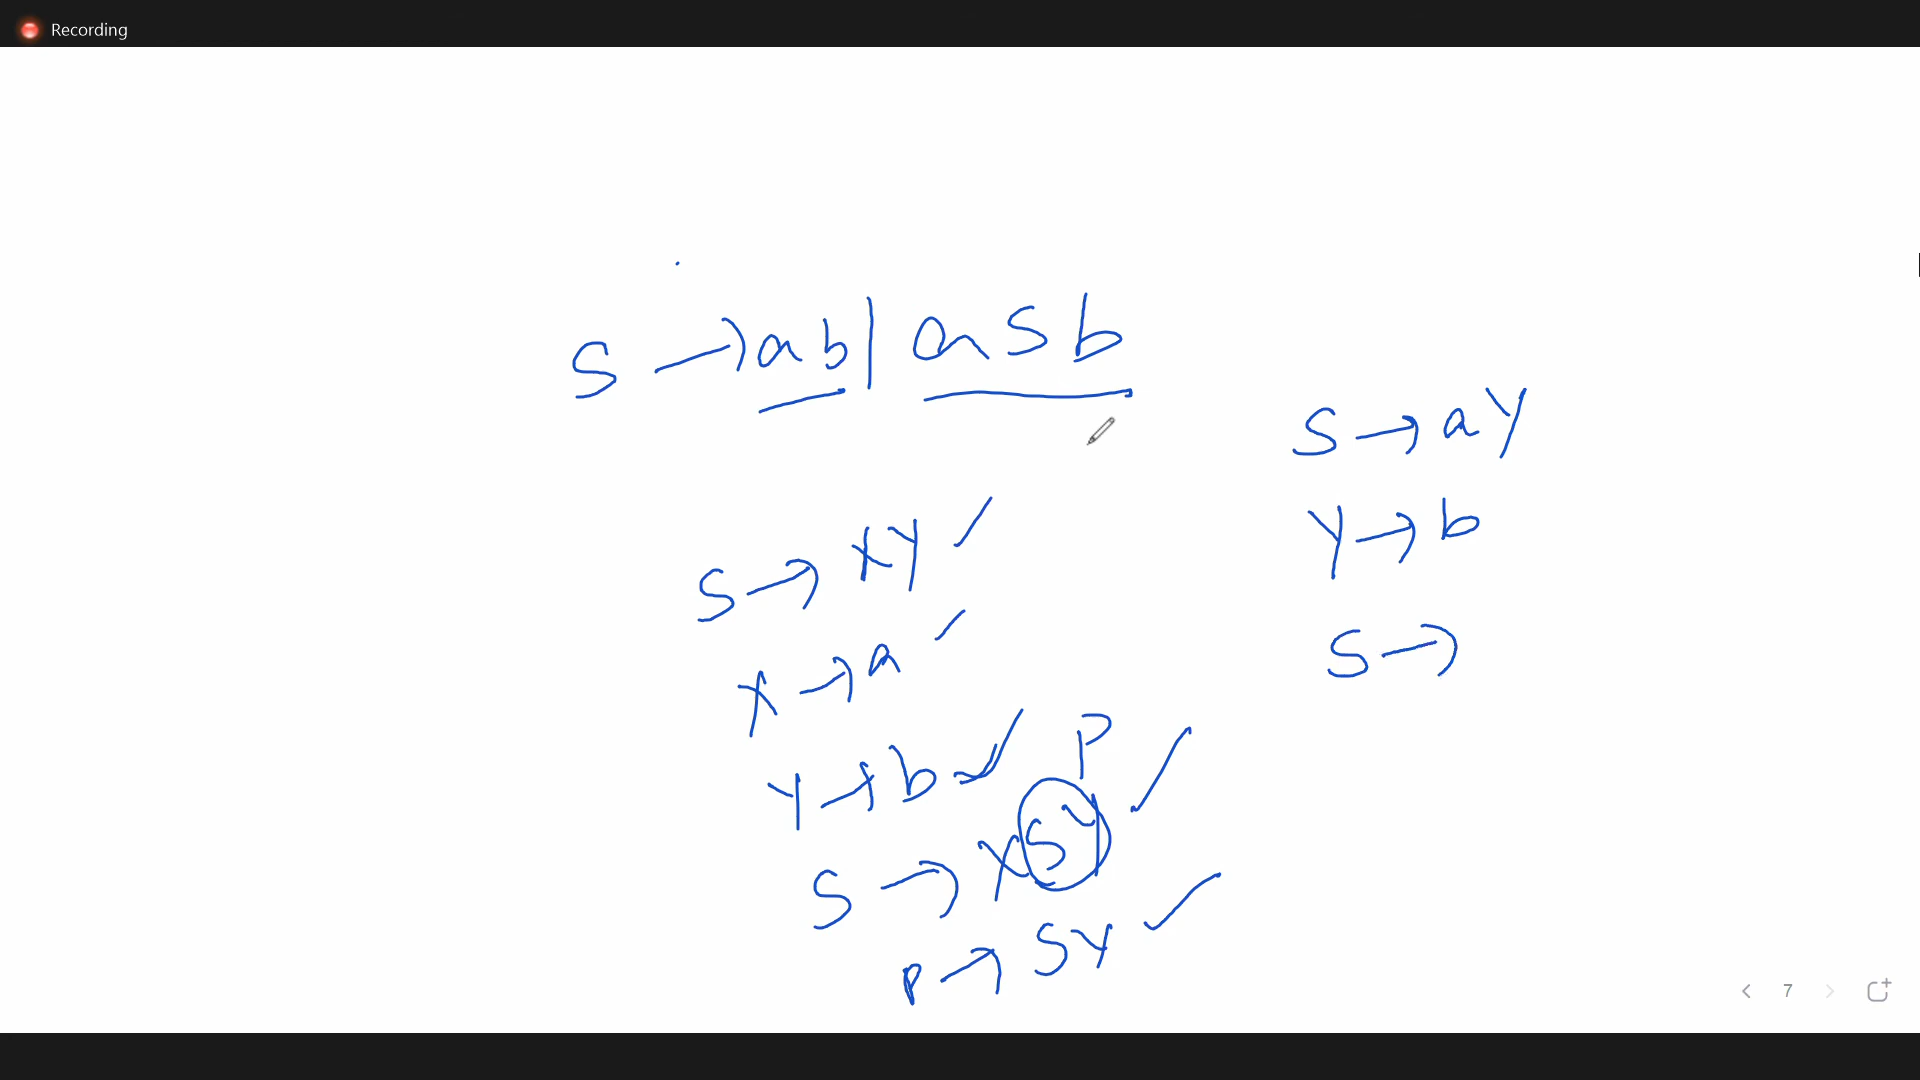 Recording
S → ab | aSb
S → XY
X → a
Y → b
P
S → XSY
P → SY
S → aY
Y → b
S →
7